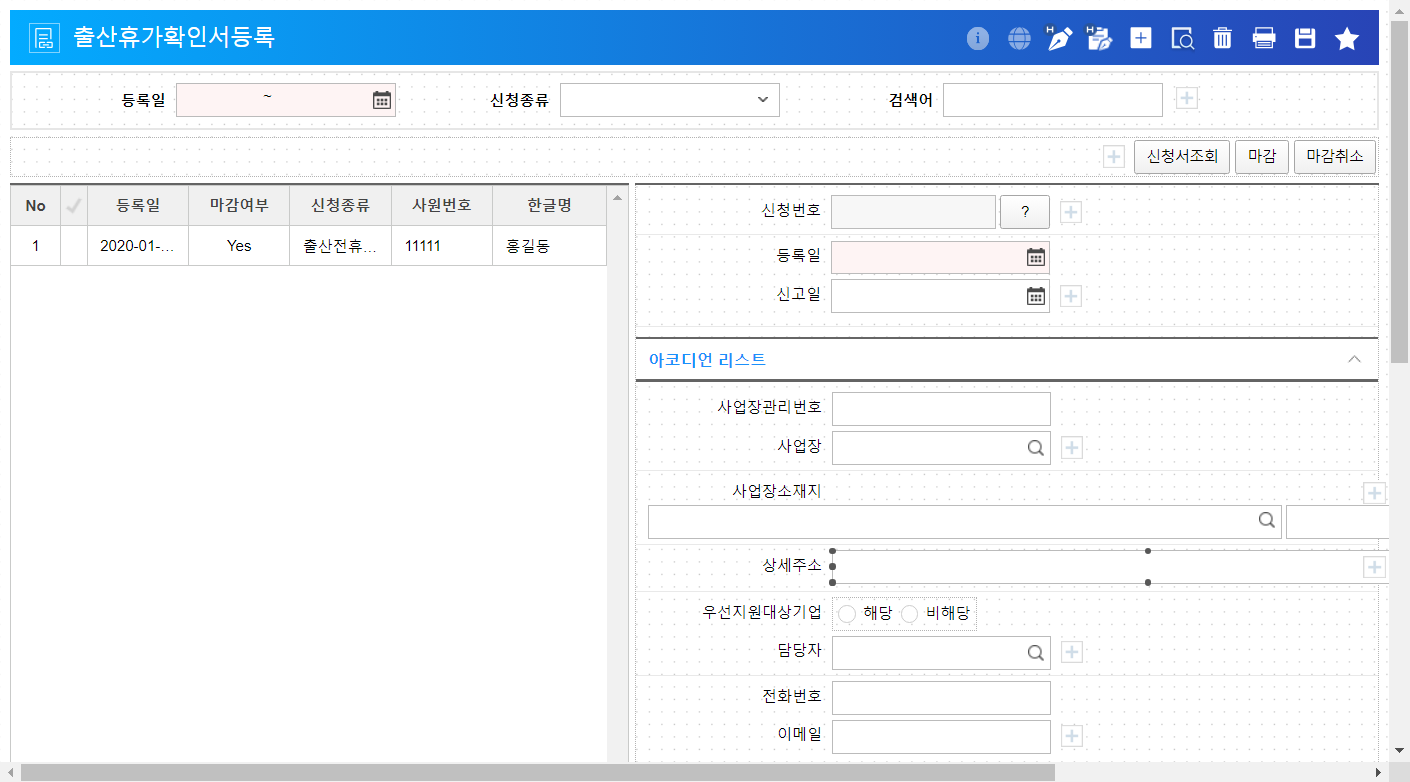 출산휴가확인서등록
등록일 ~ 신청종류 검색어
신청서조회 마감 마감취소
No 등록일 마감여부 신청종류 사원번호 한글명
1 2020-01-... Yes 출산전휴... 11111 홍길동
신청번호 ?
등록일
신고일
아코디언 리스트
사업장관리번호
사업장
사업장소재지
상세주소
우선지원대상기업 해당 비해당
담당자
전화번호
이메일